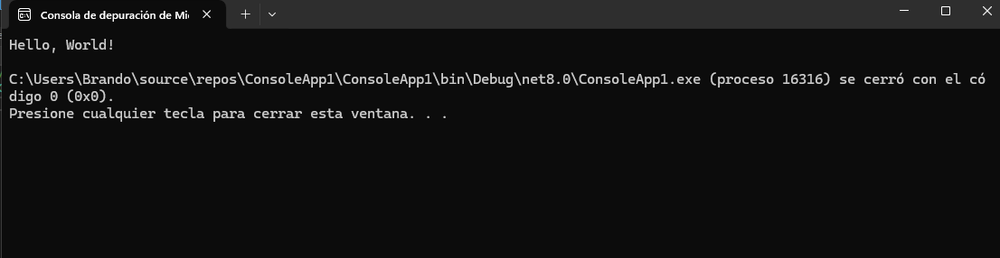 Consola de depuración de Mi
Hello, World!
C:\Users\Brando\source\repos\ConsoleApp1\ConsoleApp1\bin\Debug\net8.0\ConsoleApp1.exe (proceso 16316) se cerró con el có
digo 0 (0x0).
Presione cualquier tecla para cerrar esta ventana. . .